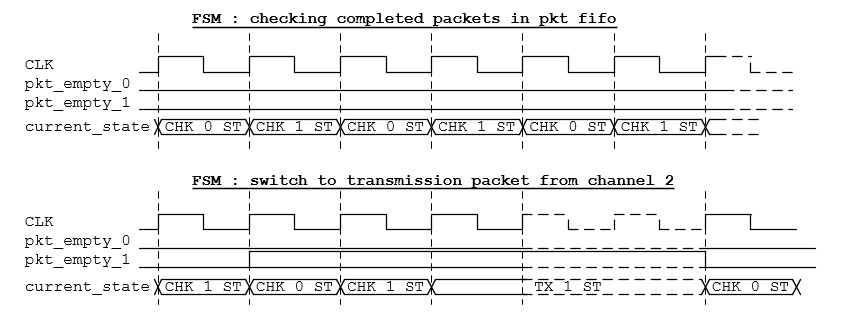 FSM : checking completed packets in pkt fifo
CLK
pkt_empty_0
pkt_empty_1
current_state CHK 0 ST CHK 1 ST CHK 0 ST CHK 1 ST CHK 0 ST CHK 1 ST
FSM : switch to transmission packet from channel 2
CLK
pkt_empty_0
pkt_empty_1
current_state CHK 1 ST CHK 0 ST CHK 1 ST TX 1 ST CHK 0 ST